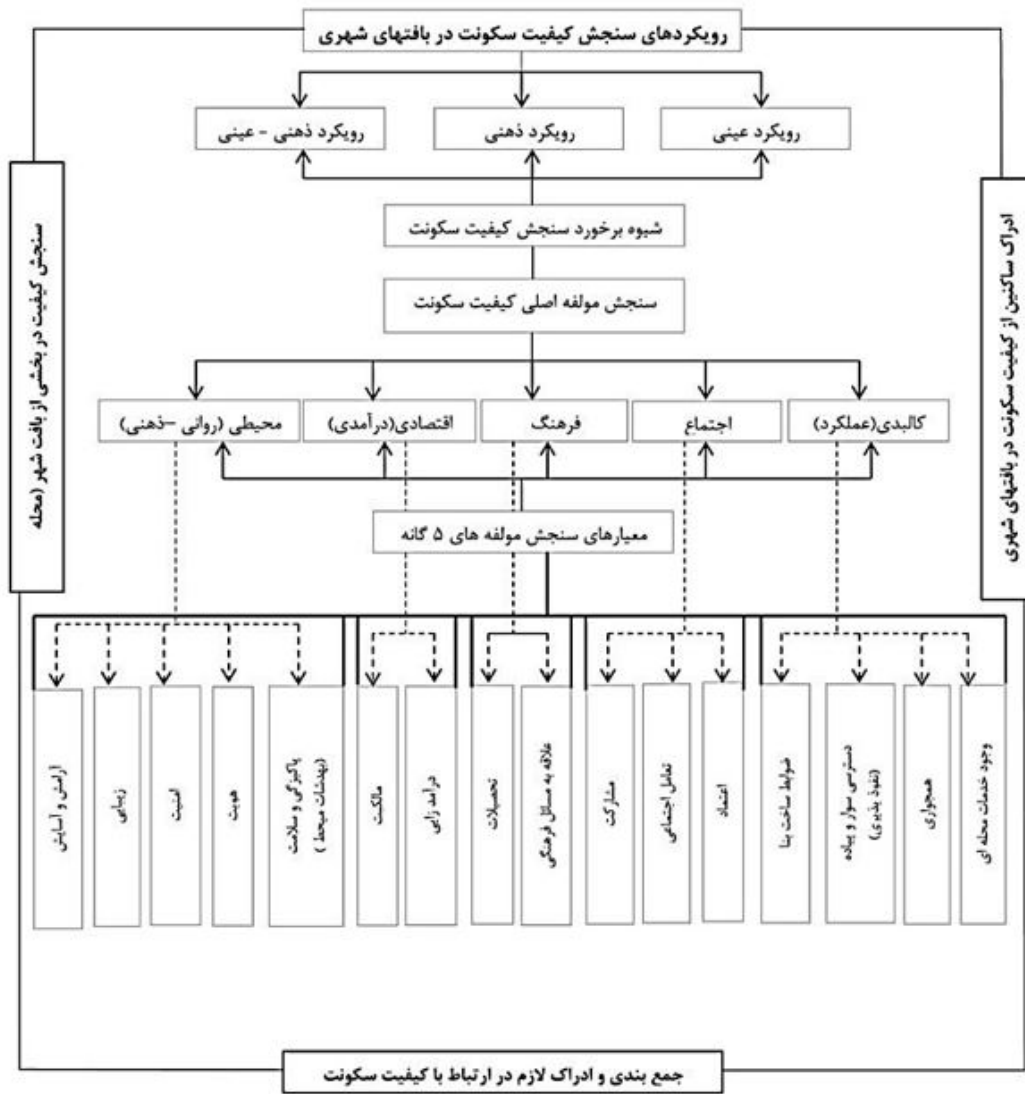 رویکردهای سنجش کیفیت سکونت در بافتهای شهری
رویکرد عینی
رویکرد ذهنی
رویکرد ذهنی - عینی
شیوه برخورد سنجش کیفیت سکونت
سنجش مولفه اصلی کیفیت سکونت
کالبدی(عملکرد)
اجتماع
فرهنگ
اقتصادی(درآمدی)
محیطی (روانی –ذهنی)
معیارهای سنجش مولفه های ۵ گانه
وجود خدمات محله ای
همجواری
دسترسی سوار و پیاده
(نفوذ پذیری)
ضوابط ساخت بنا
اعتماد
تعامل اجتماعی
مشارکت
علاقه به مسائل فرهنگی
تحصیلات
درآمد زایی
مالکیت
پاکیزگی و سلامت
(بهدشات میحط )
هویت
امنیت
زیبایی
آرامش و آسایش
ادراک ساکنین از کیفیت سکونت در بافتهای شهری
سنجش کیفیت در بخشی از بافت شهر (محله
جمع بندی و ادراک لازم در ارتباط با کیفیت سکونت